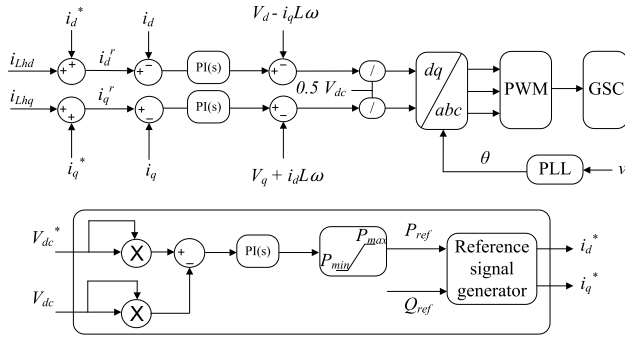 i_d^* i_d V_d - i_qLω
i_Lhd + + i_d^r + − PI(s) + − / dq PWM GSC
0.5 V_dc
i_Lhq + + i_q^r + − PI(s) + − / abc
i_q^* i_q V_q + i_dLω θ PLL v
V_dc^* X + − PI(s) P_max P_min P_ref Reference signal generator i_d^*
V_dc X Q_ref i_q^*